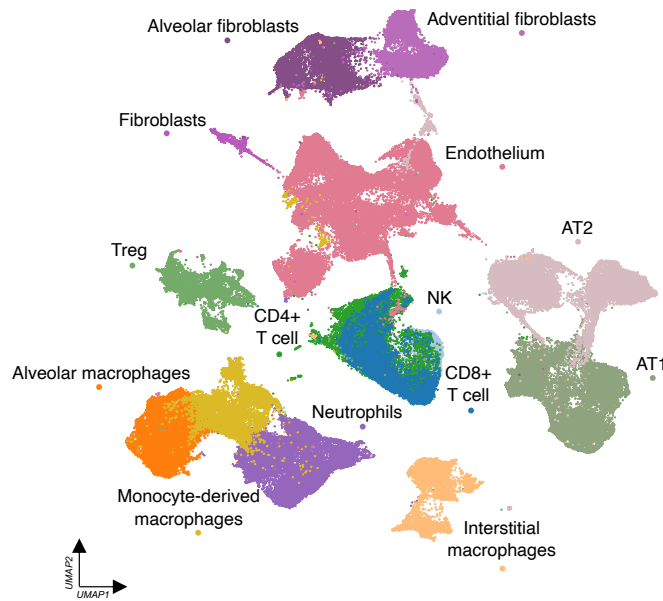 Alveolar fibroblasts
Adventitial fibroblasts
Fibroblasts
Endothelium
Treg
AT2
CD4+
T cell
NK
Alveolar macrophages
Neutrophils
CD8+
T cell
AT1
Monocyte-derived
macrophages
Interstitial
macrophages
UMAP2
UMAP1